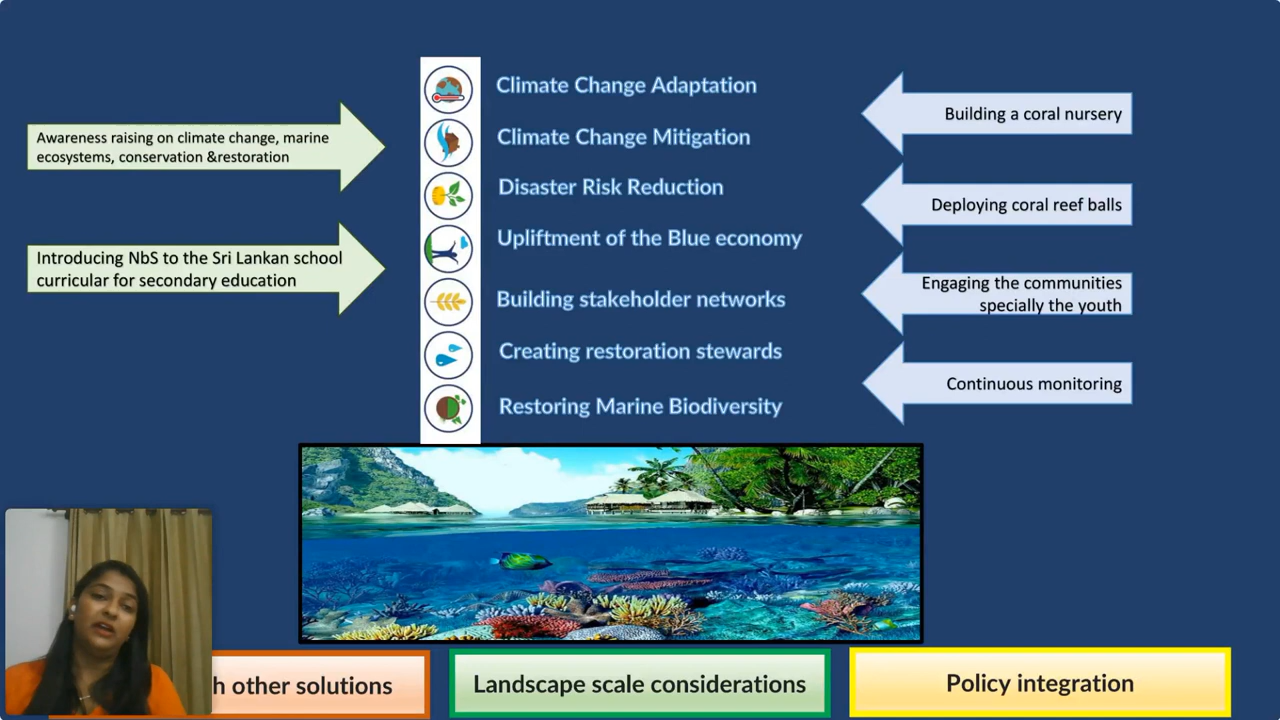 Climate Change Adaptation
Climate Change Mitigation
Disaster Risk Reduction
Upliftment of the Blue economy
Building stakeholder networks
Creating restoration stewards
Restoring Marine Biodiversity
Awareness raising on climate change, marine
ecosystems, conservation &restoration
Introducing NbS to the Sri Lankan school
curricular for secondary education
Building a coral nursery
Deploying coral reef balls
Engaging the communities
specially the youth
Continuous monitoring
other solutions
Landscape scale considerations
Policy integration